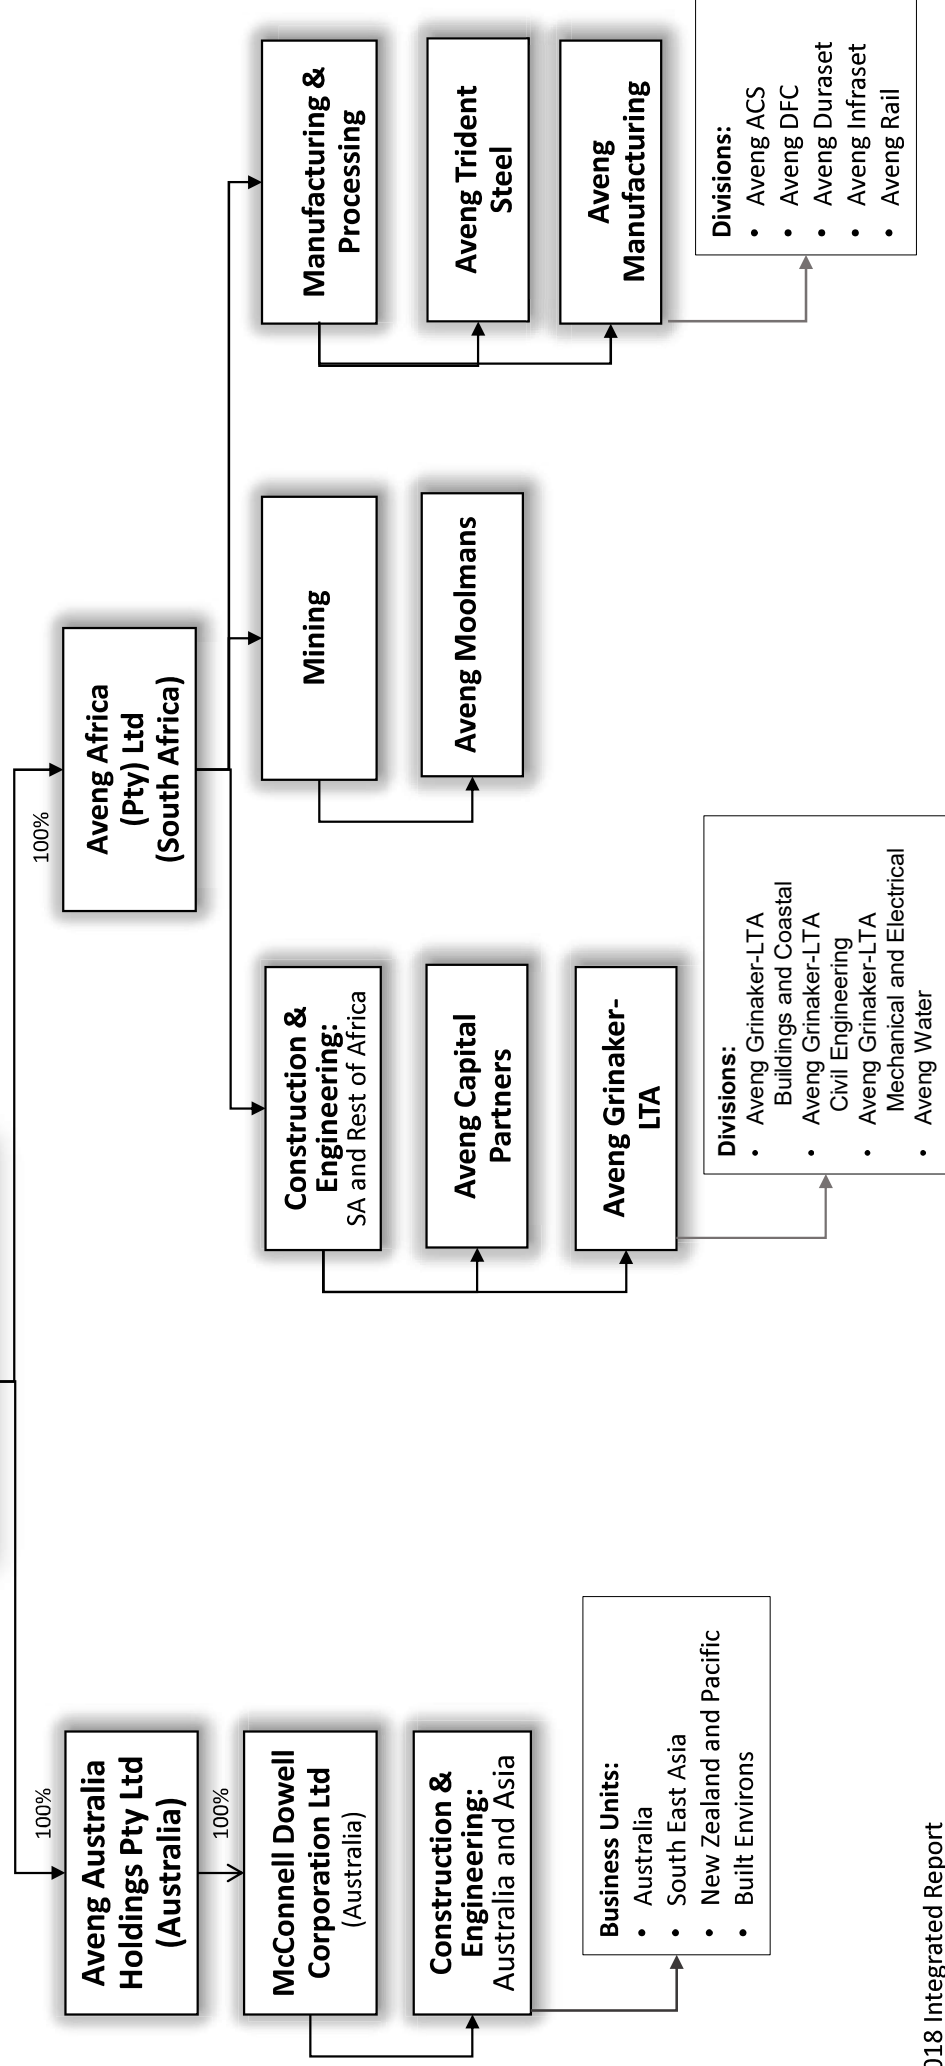 100%
Aveng Australia
Holdings Pty Ltd
(Australia)
100%
McConnell Dowell
Corporation Ltd
(Australia)
Construction &
Engineering:
Australia and Asia
Business Units:
• Australia
• South East Asia
• New Zealand and Pacific
• Built Environs
100%
Aveng Africa
(Pty) Ltd
(South Africa)
Construction &
Engineering:
SA and Rest of Africa
Aveng Capital
Partners
Aveng Grinaker-
LTA
Divisions:
• Aveng Grinaker-LTA
Buildings and Coastal
• Aveng Grinaker-LTA
Civil Engineering
• Aveng Grinaker-LTA
Mechanical and Electrical
• Aveng Water
Mining
Aveng Moolmans
Manufacturing &
Processing
Aveng Trident
Steel
Aveng
Manufacturing
Divisions:
• Aveng ACS
• Aveng DFC
• Aveng Duraset
• Aveng Infraset
• Aveng Rail
018 Integrated Report